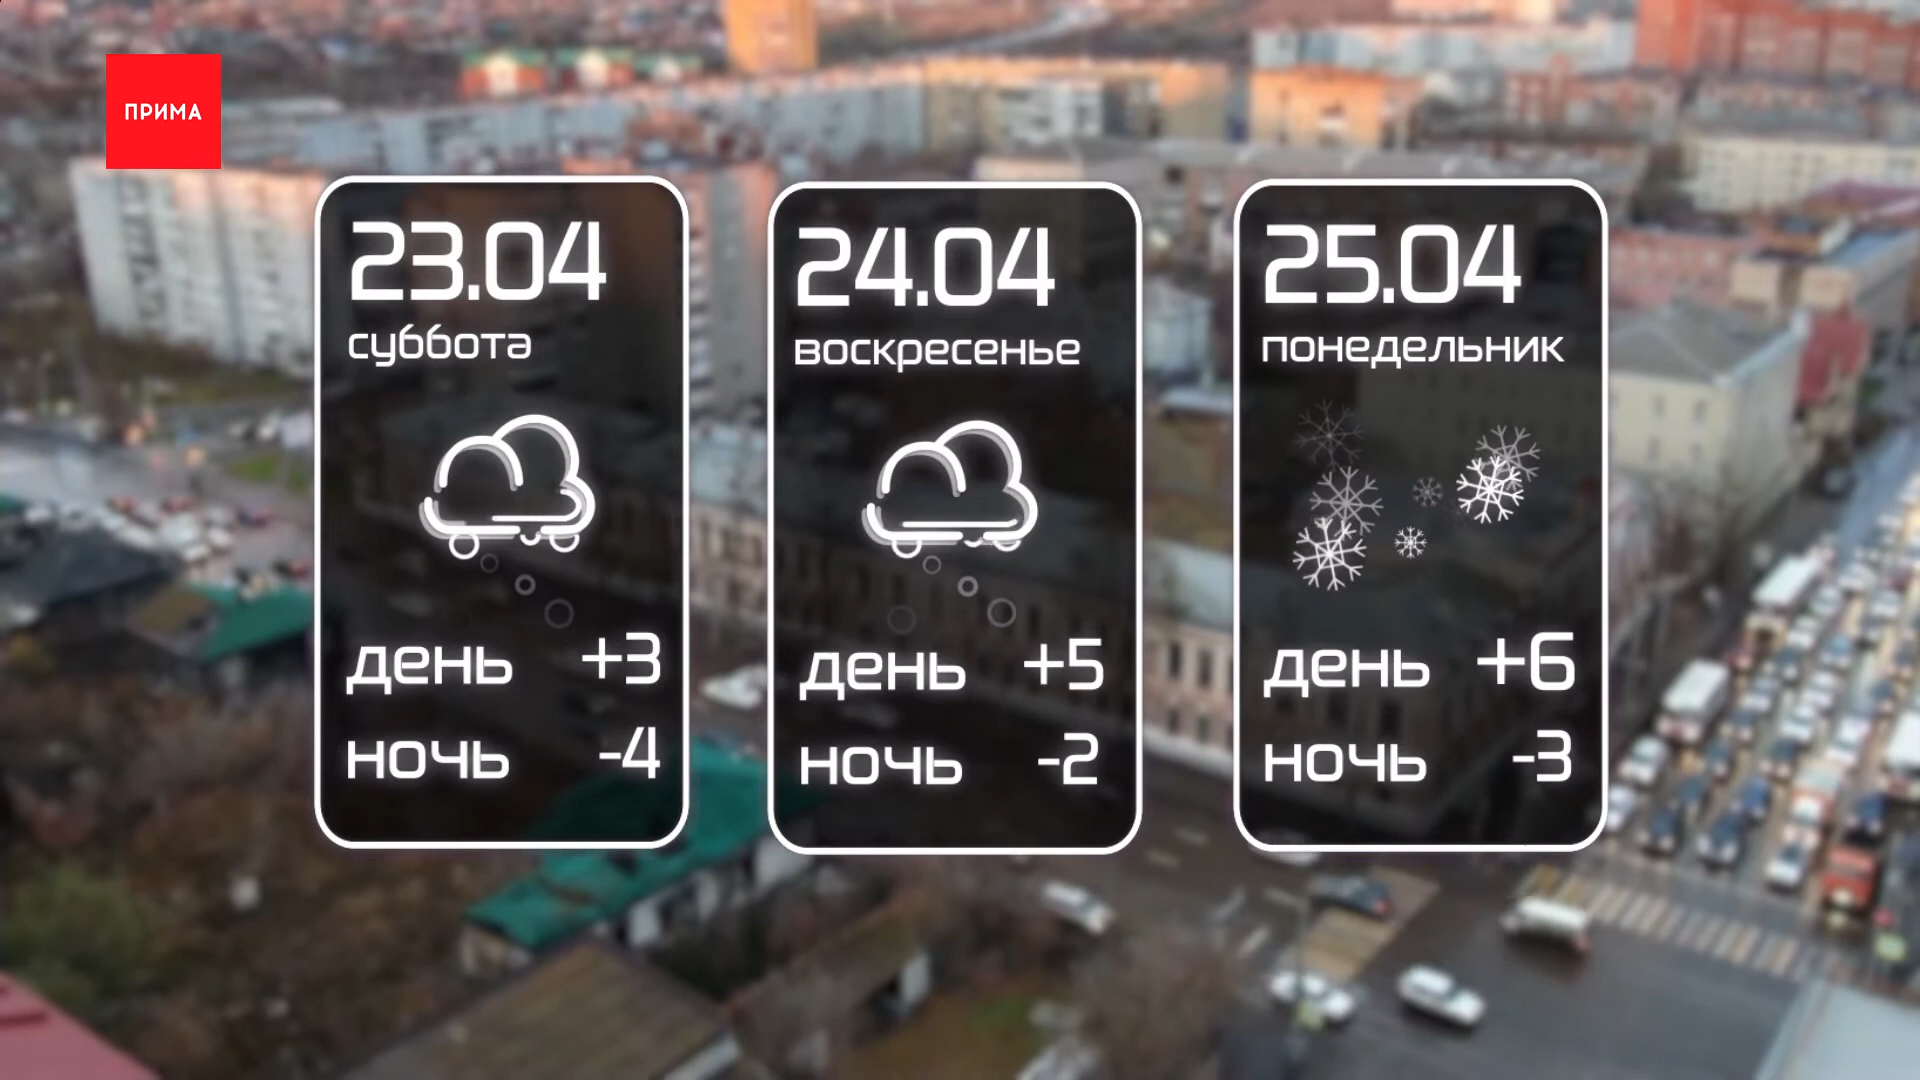 ПРИМА
23.04
суббота
день +3
ночь -4
24.04
воскресенье
день +5
ночь -2
25.04
понедельник
день +6
ночь -3